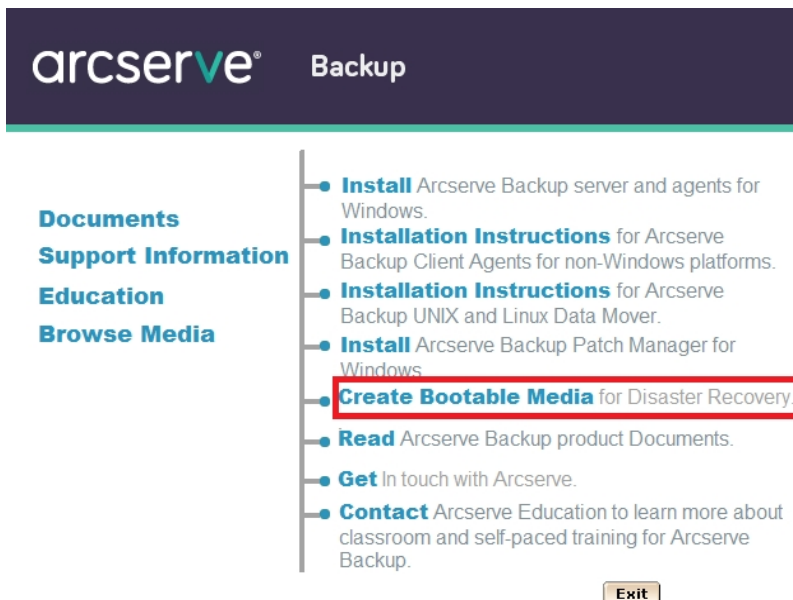 arcserve® Backup
Documents
Support Information
Education
Browse Media
Install Arcserve Backup server and agents for
Windows.
Installation Instructions for Arcserve
Backup Client Agents for non-Windows platforms.
Installation Instructions for Arcserve
Backup UNIX and Linux Data Mover.
Install Arcserve Backup Patch Manager for
Windows
Create Bootable Media for Disaster Recovery.
Read Arcserve Backup product Documents.
Get In touch with Arcserve.
Contact Arcserve Education to learn more about
classroom and self-paced training for Arcserve
Backup.
Exit